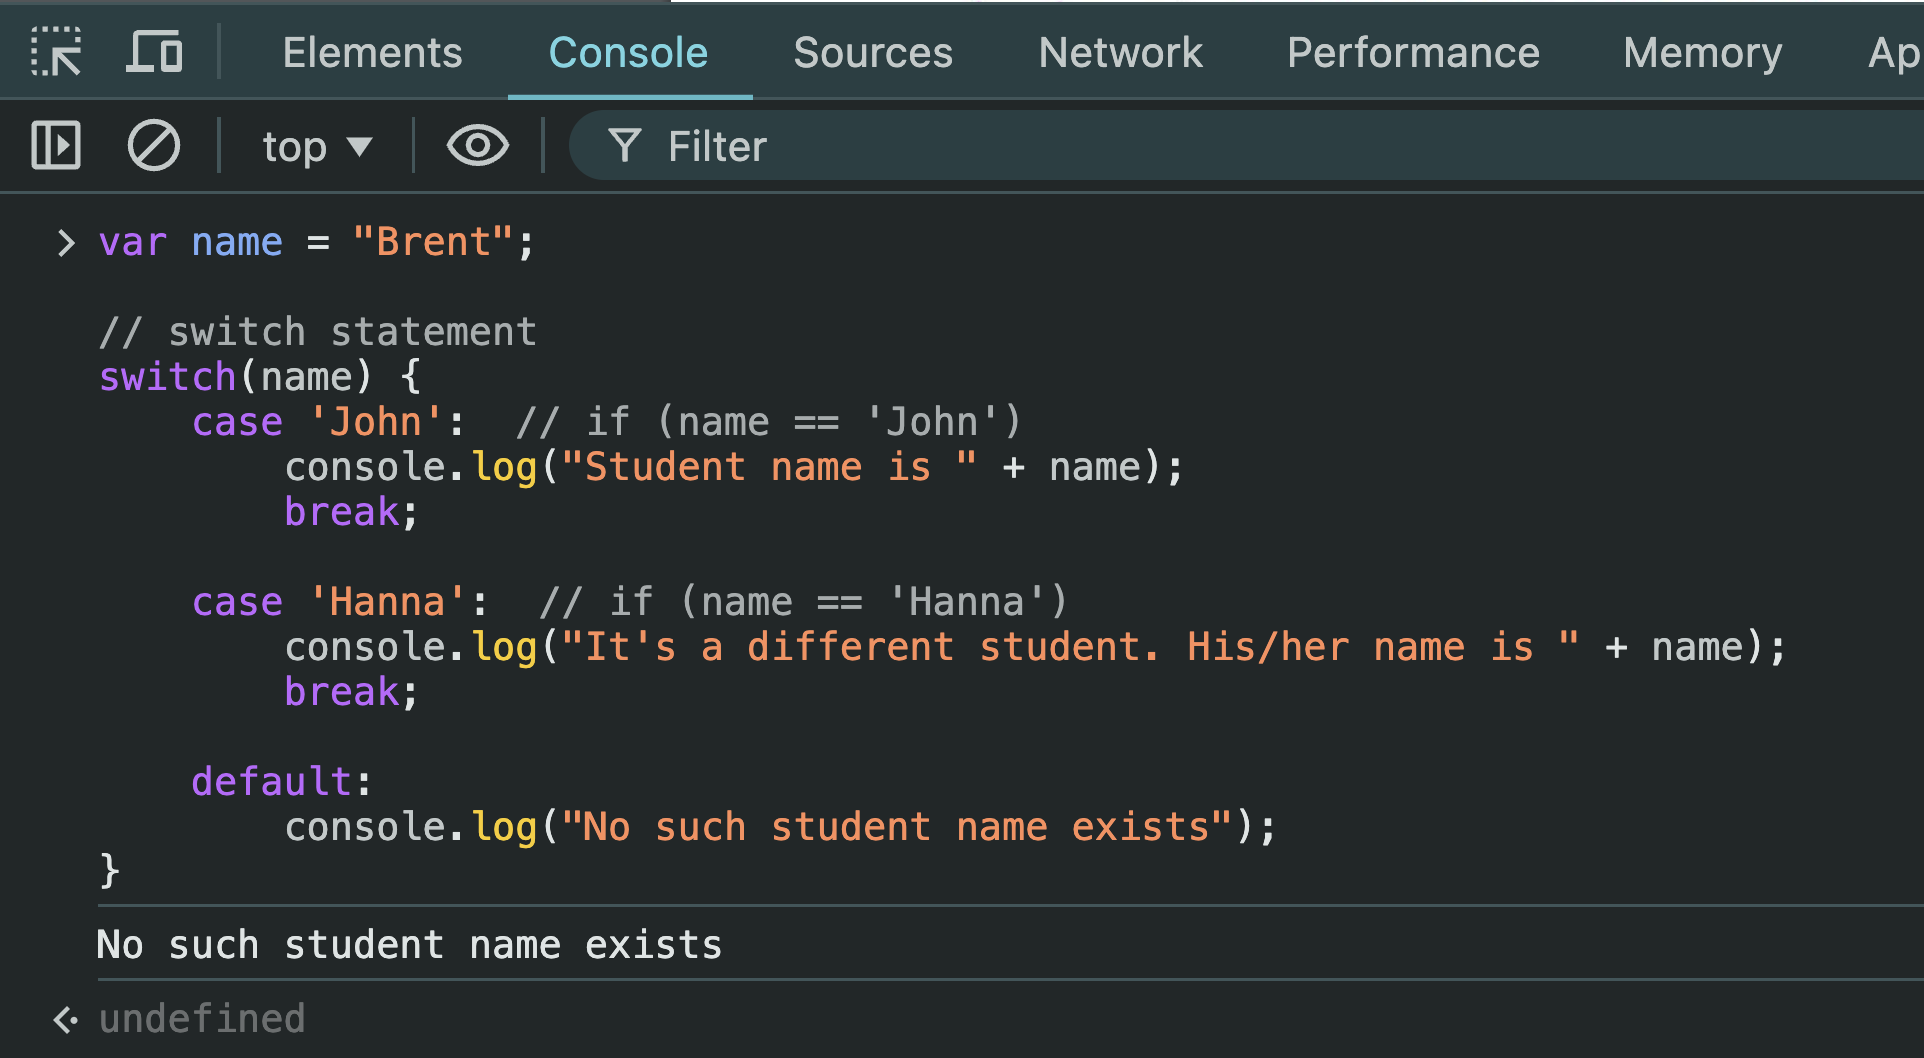 Elements Console Sources Network Performance Memory Ap
top Filter
var name = "Brent";
// switch statement
switch(name) {
    case 'John':  // if (name == 'John')
        console.log("Student name is " + name);
        break;
    case 'Hanna':  // if (name == 'Hanna')
        console.log("It's a different student. His/her name is " + name);
        break;
    default:
        console.log("No such student name exists");
}
No such student name exists
undefined